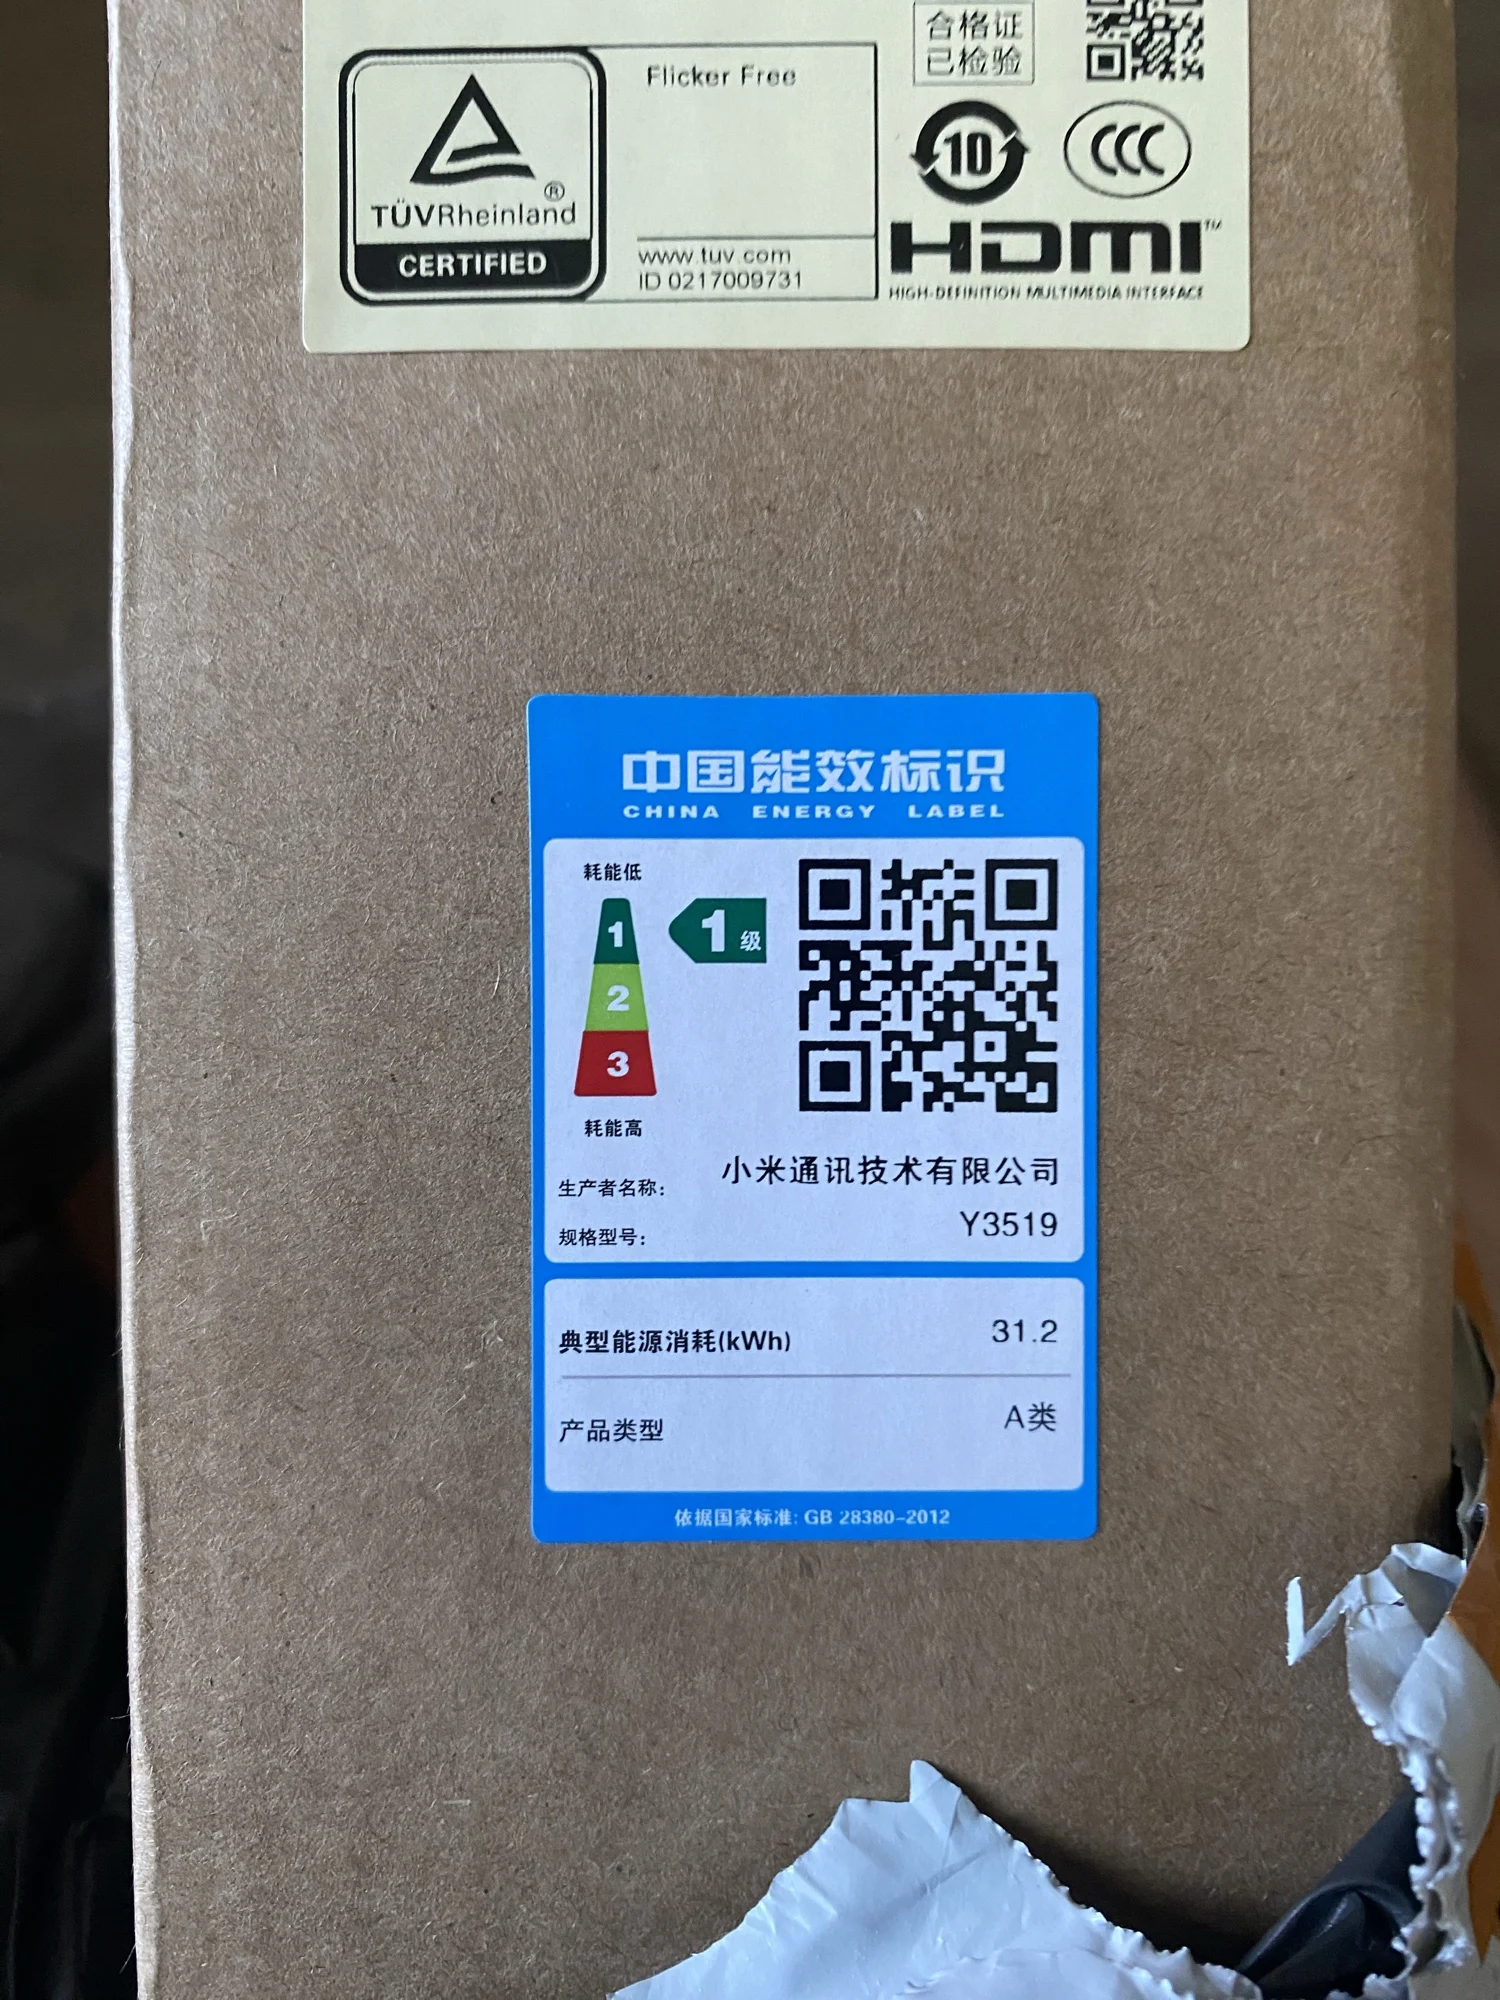 合格证
已检验
Flicker Free
TÜVRheinland®
CERTIFIED
www.tuv.com
ID 0217009731
10
CCC
HDMI™
HIGH-DEFINITION MULTIMEDIA INTERFACE
中国能效标识
CHINA ENERGY LABEL
耗能低
1
1级
2
3
耗能高
生产者名称: 小米通讯技术有限公司
规格型号: Y3519
典型能源消耗(kWh) 31.2
产品类型 A类
依据国家标准: GB 28380-2012